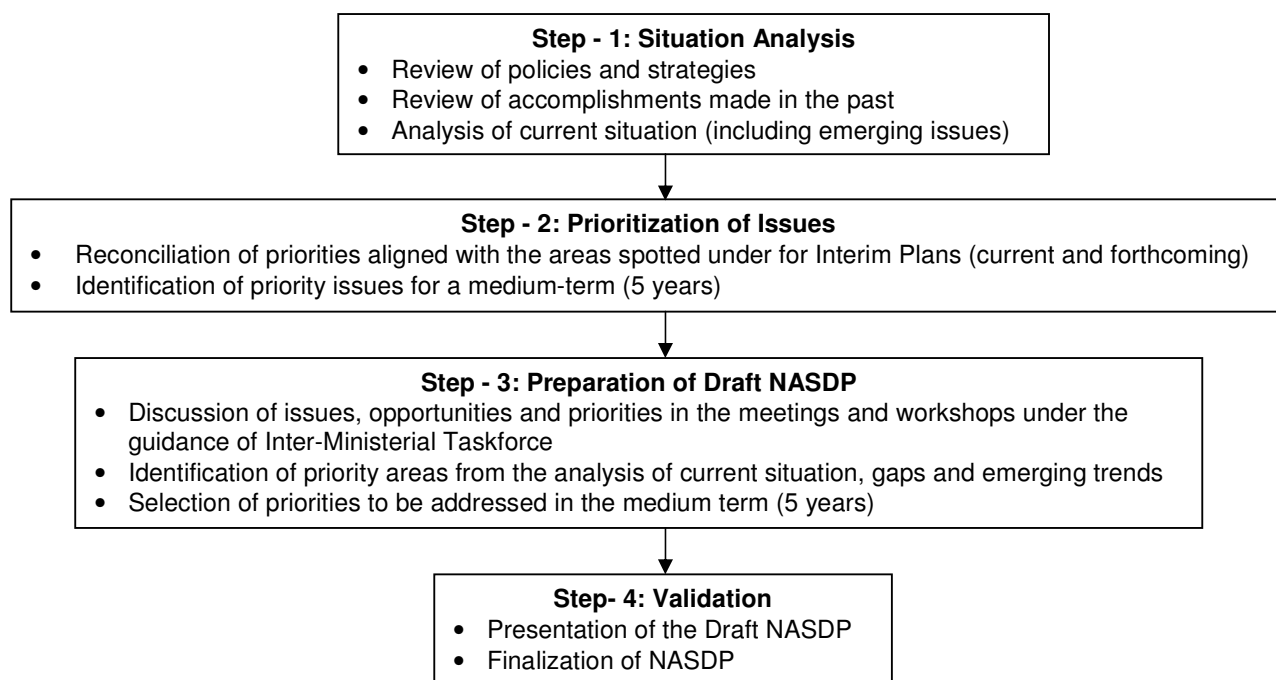 Step - 1: Situation Analysis
• Review of policies and strategies
• Review of accomplishments made in the past
• Analysis of current situation (including emerging issues)
Step - 2: Prioritization of Issues
• Reconciliation of priorities aligned with the areas spotted under for Interim Plans (current and forthcoming)
• Identification of priority issues for a medium-term (5 years)
Step - 3: Preparation of Draft NASDP
• Discussion of issues, opportunities and priorities in the meetings and workshops under the
guidance of Inter-Ministerial Taskforce
• Identification of priority areas from the analysis of current situation, gaps and emerging trends
• Selection of priorities to be addressed in the medium term (5 years)
Step- 4: Validation
• Presentation of the Draft NASDP
• Finalization of NASDP